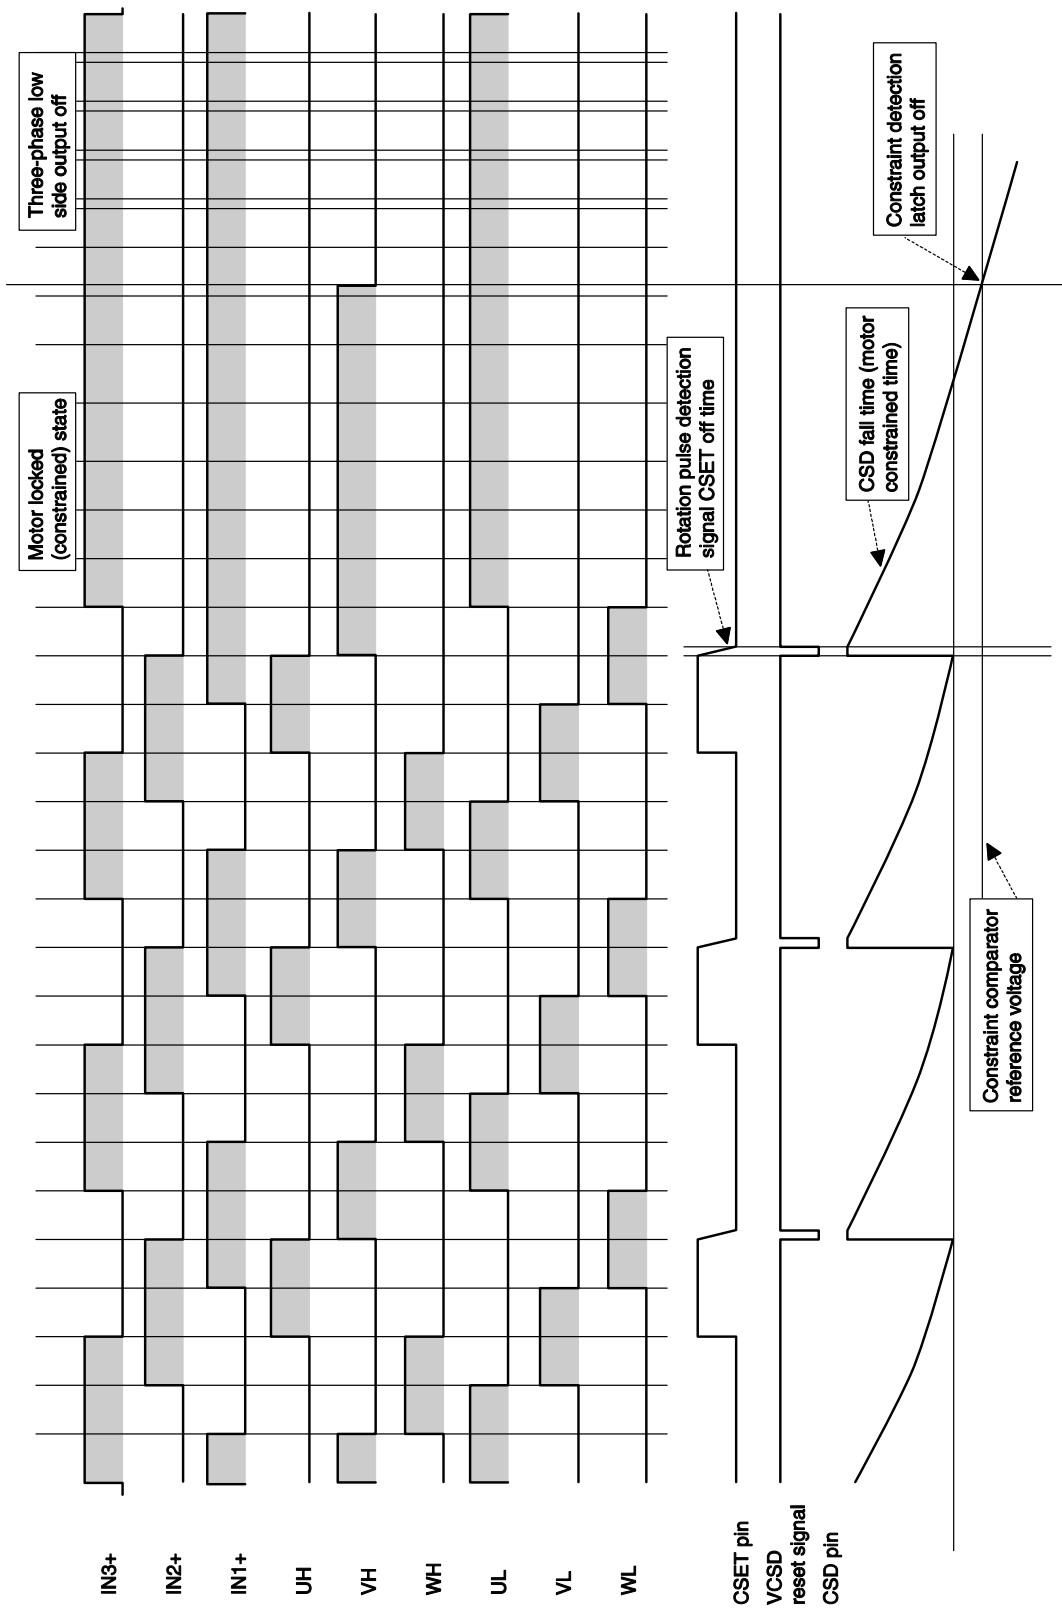 IN3+
IN2+
IN1+
UH
VH
WH
UL
VL
WL
CSET pin
VCSD
reset signal
CSD pin
Motor locked
(constrained) state
Three-phase low
side output off
Rotation pulse detection
signal CSET off time
CSD fall time (motor
constrained time)
Constraint detection
latch output off
Constraint comparator
reference voltage